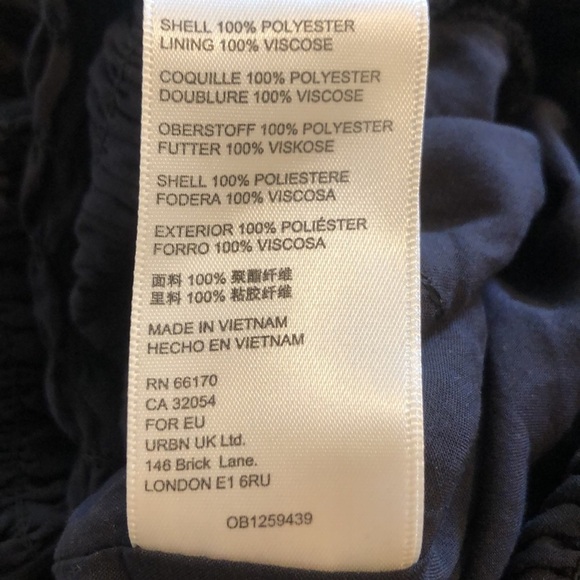 SHELL 100% POLYESTER
LINING 100% VISCOSE
COQUILLE 100% POLYESTER
DOUBLURE 100% VISCOSE
OBERSTOFF 100% POLYESTER
FUTTER 100% VISKOSE
SHELL 100% POLIESTERE
FODERA 100% VISCOSA
EXTERIOR 100% POLIÉSTER
FORRO 100% VISCOSA
面料 100% 聚酯纤维
里料 100% 粘胶纤维
MADE IN VIETNAM
HECHO EN VIETNAM
RN 66170
CA 32054
FOR EU
URBN UK Ltd.
146 Brick Lane.
LONDON E1 6RU
OB1259439